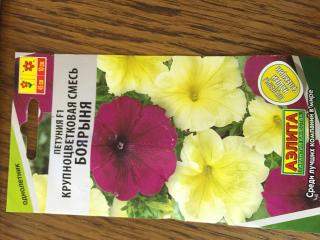 однолетник
ПЕТУНИЯ F1
КРУПНОЦВЕТКОВАЯ СМЕСЬ
БОЯРЫНЯ
АЭЛИТА
Среди лучших компаний в мире